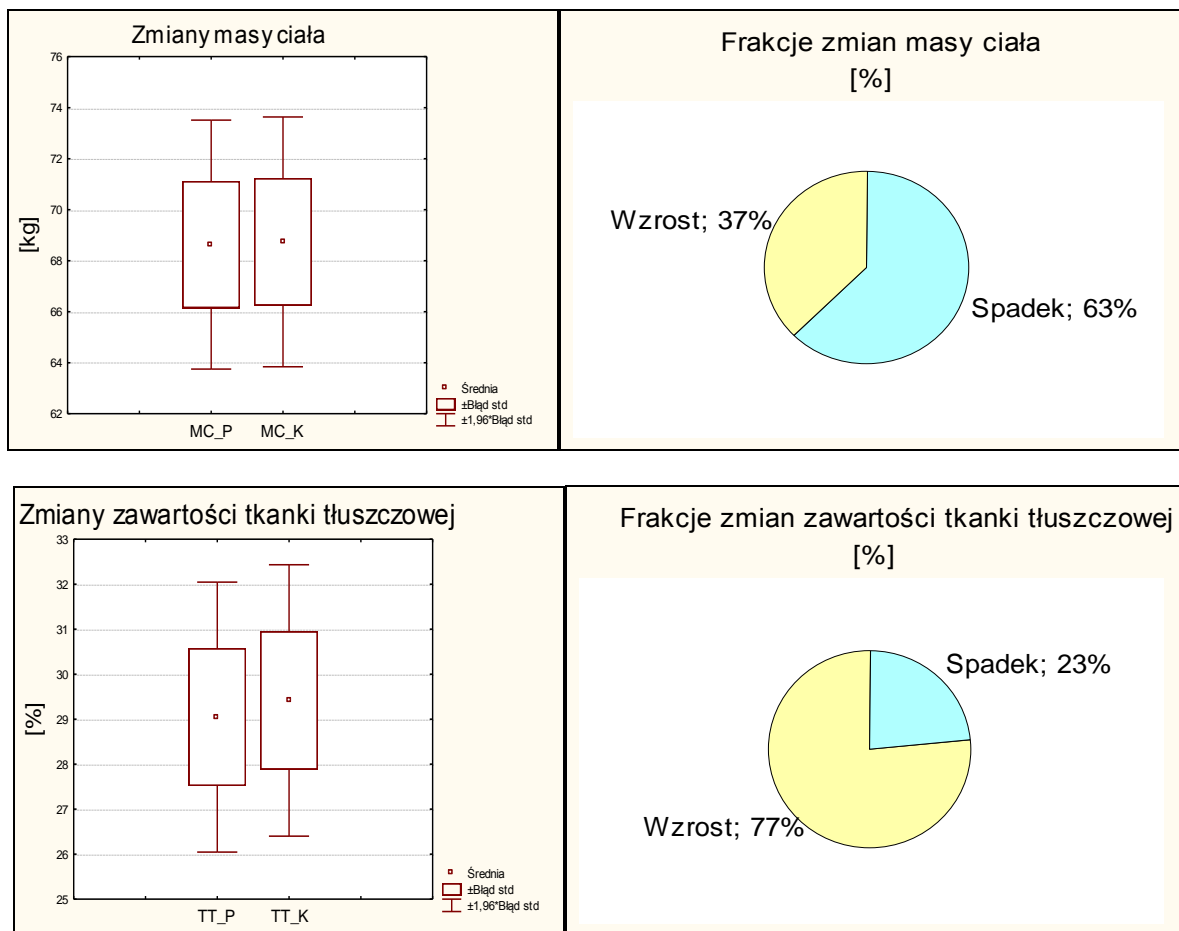 Zmiany masy ciała
76
74
72
70
68
66
64
62
[kg]
MC_P
MC_K
Średnia
±Błąd std
±1,96*Błąd std
Frakcje zmian masy ciała
[%]
Wzrost; 37%
Spadek; 63%
Zmiany zawartości tkanki tłuszczowej
33
32
31
30
29
28
27
26
25
[%]
TT_P
TT_K
Średnia
±Błąd std
±1,96*Błąd std
Frakcje zmian zawartości tkanki tłuszczowej
[%]
Spadek; 23%
Wzrost; 77%